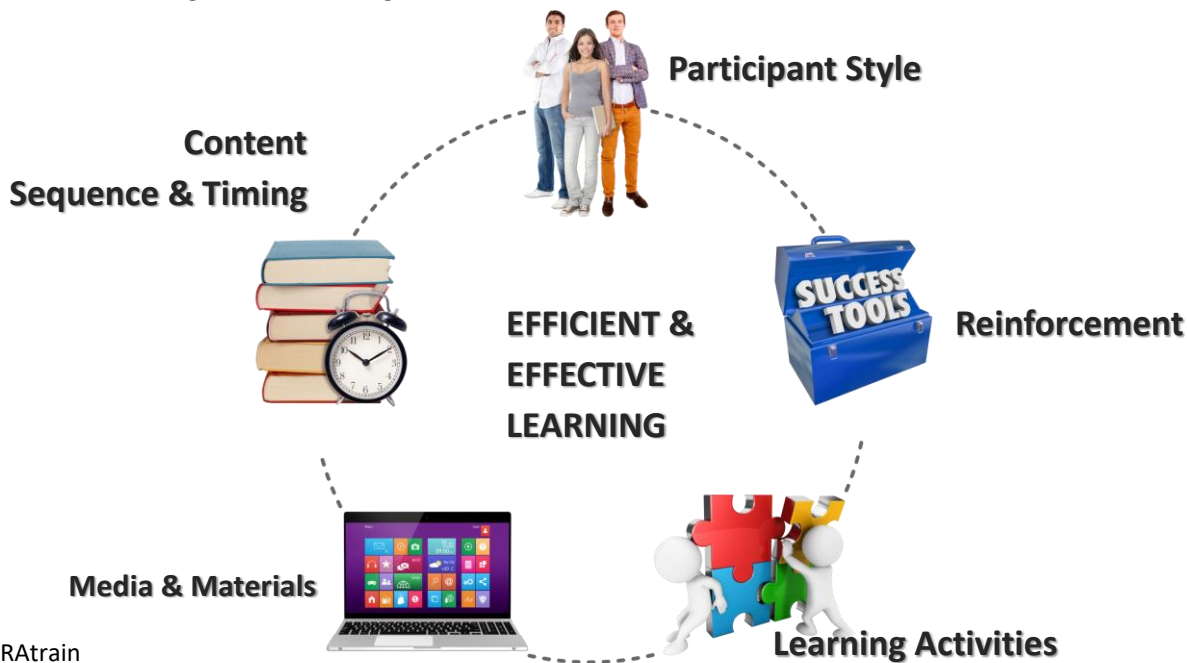 Participant Style
Content
Sequence & Timing
SUCCESS
TOOLS
EFFICIENT &
EFFECTIVE
LEARNING
Reinforcement
Media & Materials
Learning Activities
RAtrain